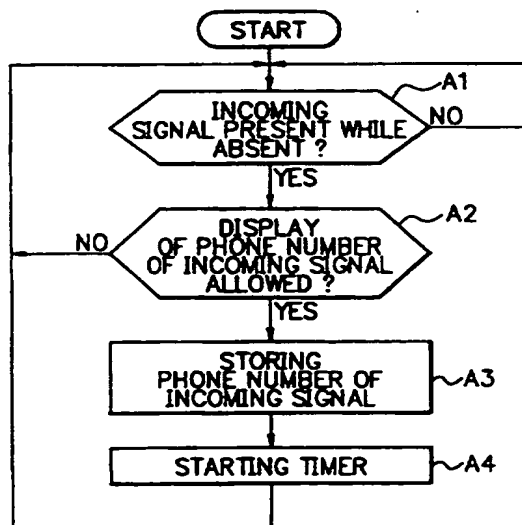 START
A1
INCOMING
SIGNAL PRESENT WHILE
ABSENT ?
NO
YES
A2
DISPLAY
OF PHONE NUMBER
OF INCOMING SIGNAL
ALLOWED ?
NO
YES
STORING
PHONE NUMBER OF
INCOMING SIGNAL
A3
STARTING TIMER
A4